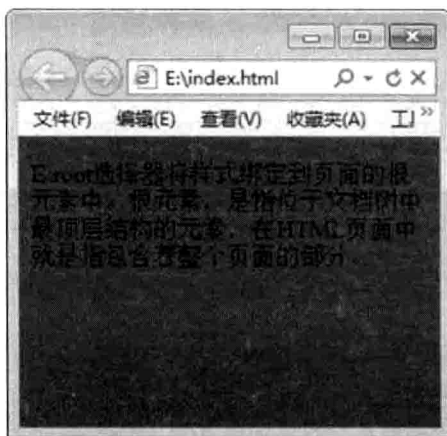 E:\index.html
文件(F) 编辑(E) 查看(V) 收藏夹(A) 工具
E:root选择器将样式绑定到页面的根
元素中。根元素，是指位于文档树中
最顶层结构的元素，在HTML页面中
就是指包含着整个页面的部分。